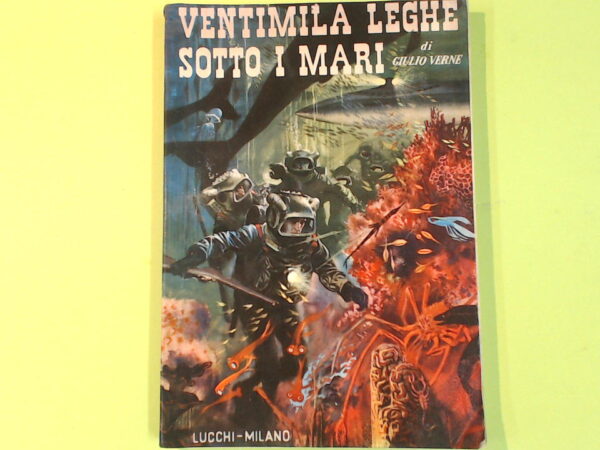 VENTIMILA LEGHE
SOTTO I MARI
di
GIULIO VERNE
LUCCHI-MILANO